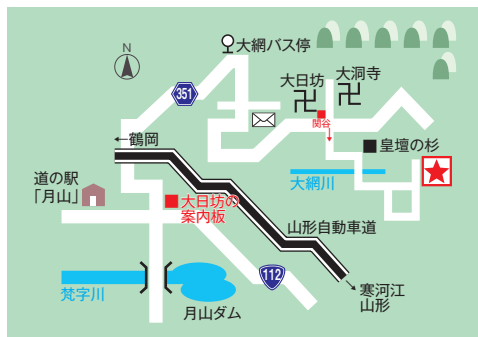 大網バス停
N
大日坊
大洞寺
351
関谷
鶴岡
皇壇の杉
道の駅
「月山」
大網川
大日坊の
案内板
山形自動車道
112
梵字川
寒河江
山形
月山ダム